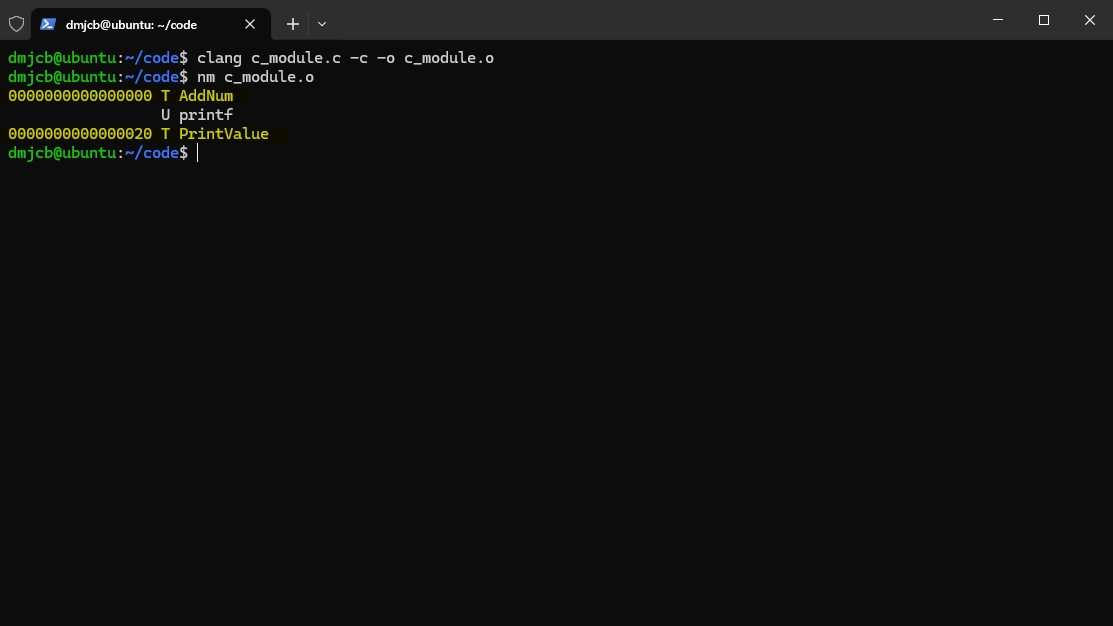 dmjcb@ubuntu: ~/code
dmjcb@ubuntu:~/code$ clang c_module.c -c -o c_module.o
dmjcb@ubuntu:~/code$ nm c_module.o
0000000000000000 T AddNum
                 U printf
0000000000000020 T PrintValue
dmjcb@ubuntu:~/code$